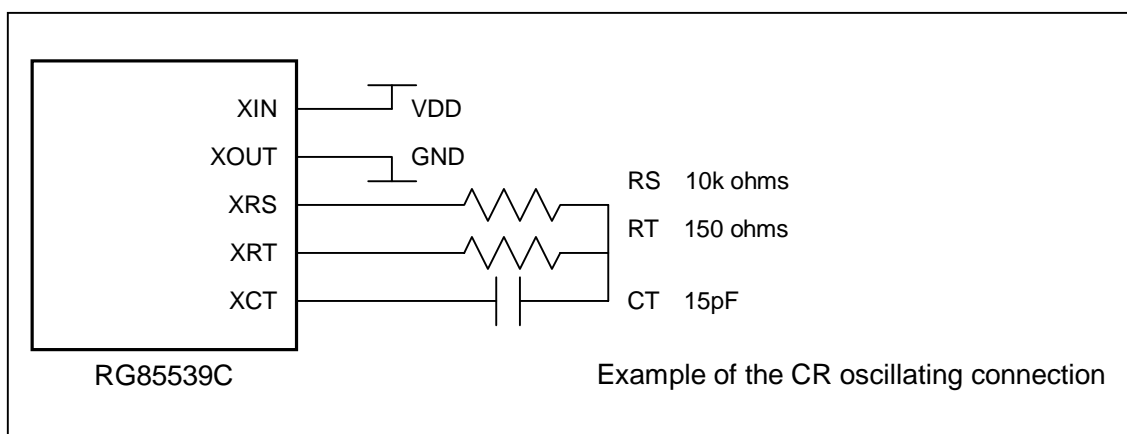 XIN VDD
XOUT GND
RS 10k ohms
XRS
RT 150 ohms
XRT
XCT CT 15pF
RG85539C
Example of the CR oscillating connection